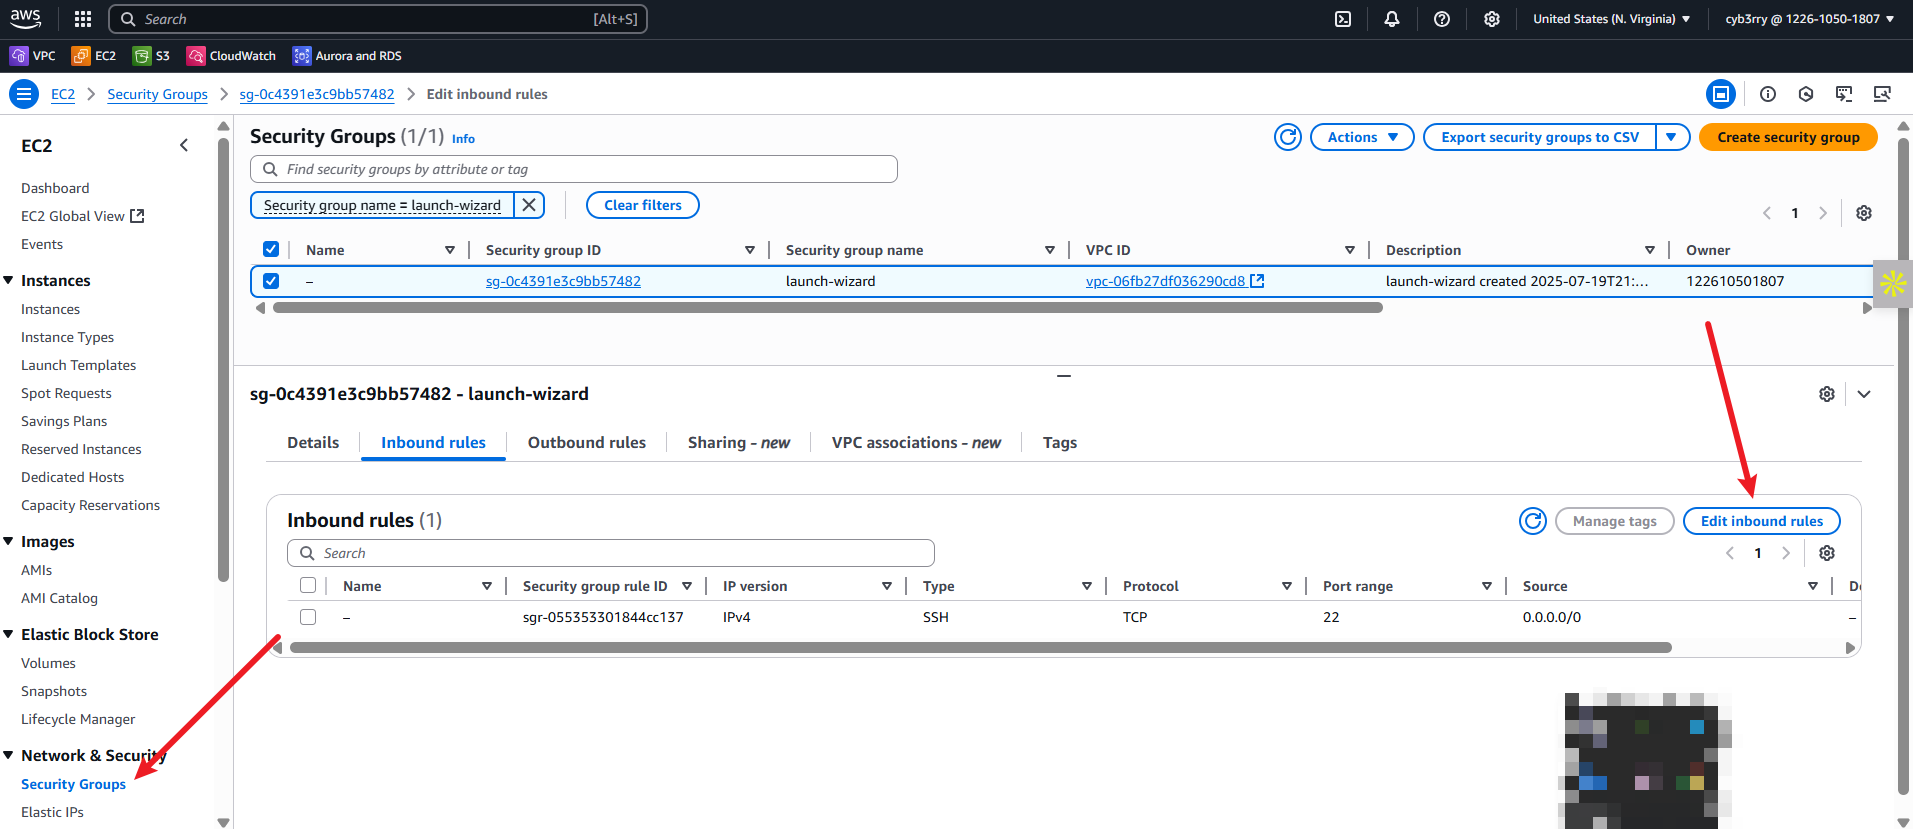 aws
Search [Alt+S] United States (N. Virginia) cyb3rry @ 1226-1050-1807
VPC EC2 S3 CloudWatch Aurora and RDS
EC2 Security Groups sg-0c4391e3c9bb57482 Edit inbound rules
EC2
Dashboard
EC2 Global View
Events
Instances
Instances
Instance Types
Launch Templates
Spot Requests
Savings Plans
Reserved Instances
Dedicated Hosts
Capacity Reservations
Images
AMIs
AMI Catalog
Elastic Block Store
Volumes
Snapshots
Lifecycle Manager
Network & Security
Security Groups
Elastic IPs
Security Groups (1/1) Info Actions Export security groups to CSV Create security group
Find security groups by attribute or tag
Security group name = launch-wizard Clear filters
1
Name Security group ID Security group name VPC ID Description Owner
– sg-0c4391e3c9bb57482 launch-wizard vpc-06fb27df036290cd8 launch-wizard created 2025-07-19T21:... 122610501807
sg-0c4391e3c9bb57482 - launch-wizard
Details Inbound rules Outbound rules Sharing - new VPC associations - new Tags
Inbound rules (1) Manage tags Edit inbound rules
Search 1
Name Security group rule ID IP version Type Protocol Port range Source
– sgr-055353301844cc137 IPv4 SSH TCP 22 0.0.0.0/0 –